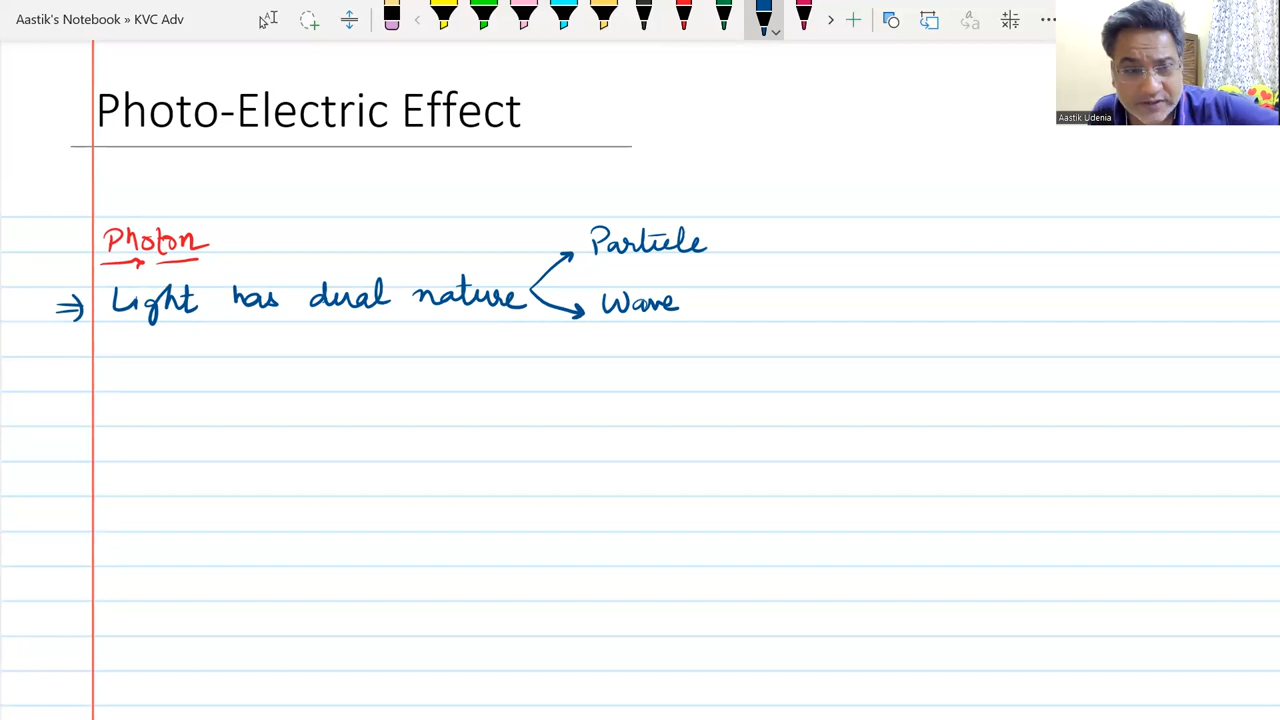 Aastik's Notebook » KVC Adv
Aastik Udenia
Photo-Electric Effect
Photon
Particle
⇒ Light has dual nature
Wave